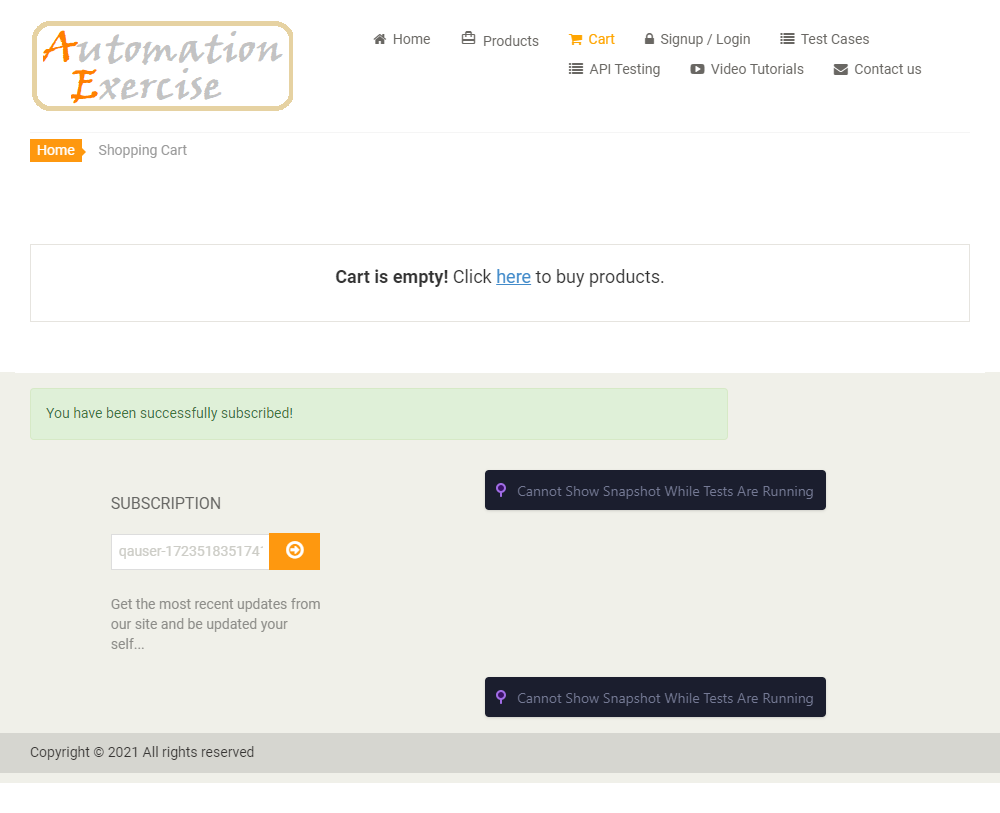 Automation
Exercise
Home
Products
Cart
Signup / Login
Test Cases
API Testing
Video Tutorials
Contact us
Home
Shopping Cart
Cart is empty! Click here to buy products.
You have been successfully subscribed!
Cannot Show Snapshot While Tests Are Running
SUBSCRIPTION
qauser-172351835174
Get the most recent updates from
our site and be updated your
self...
Cannot Show Snapshot While Tests Are Running
Copyright © 2021 All rights reserved